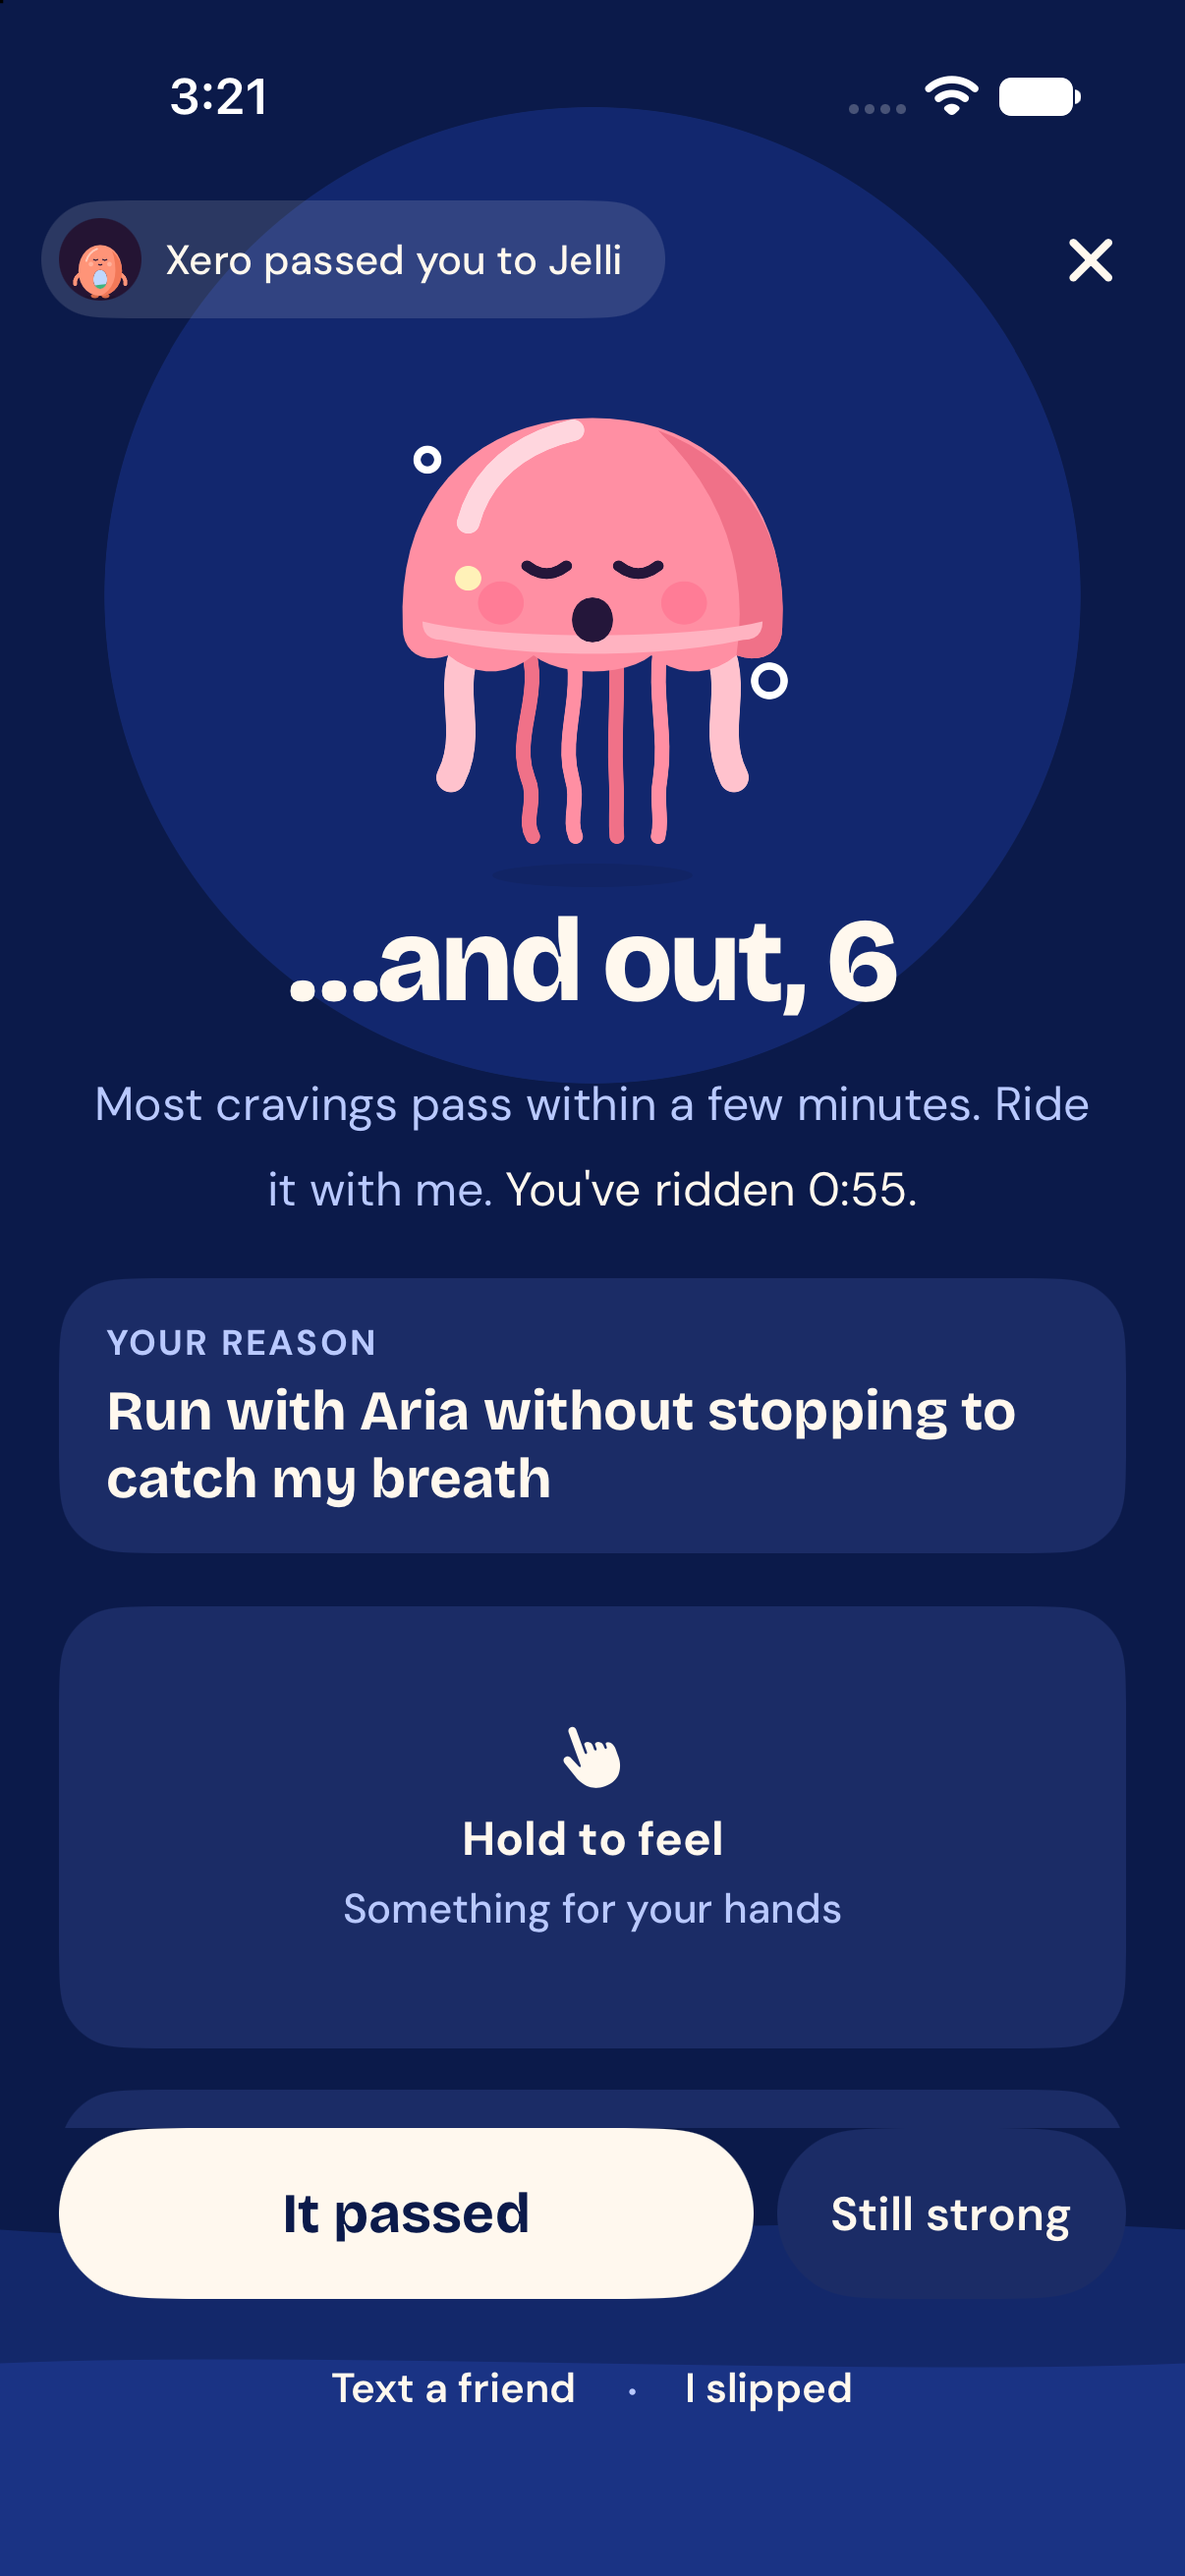 3:21
Xero passed you to Jelli
...and out, 6
Most cravings pass within a few minutes. Ride
it with me. You've ridden 0:55.
YOUR REASON
Run with Aria without stopping to
catch my breath
Hold to feel
Something for your hands
It passed
Still strong
Text a friend · I slipped